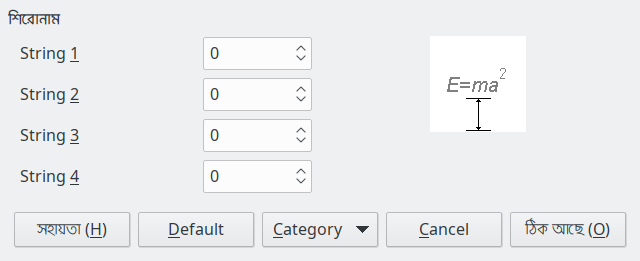 শিরোনাম
String 1 0
String 2 0
String 3 0
String 4 0
E=ma²
সহায়তা (H) Default Category Cancel ঠিক আছে (O)